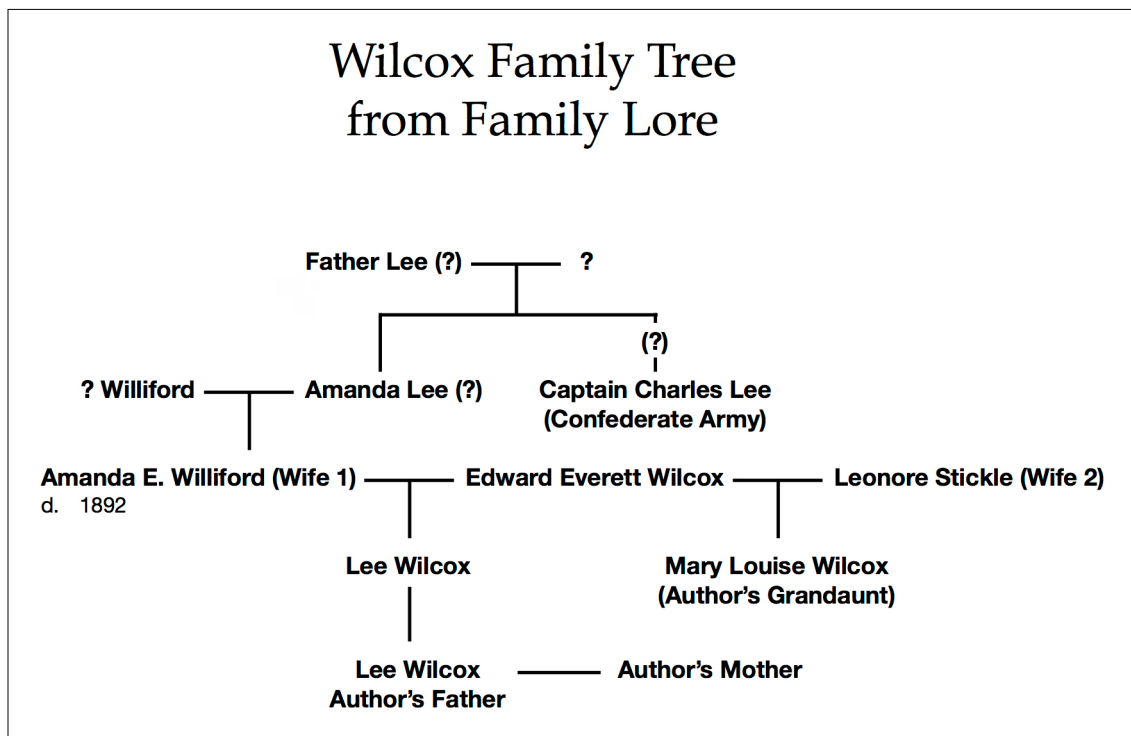 Wilcox Family Tree
from Family Lore
Father Lee (?) ?
(?)
? Williford Amanda Lee (?) Captain Charles Lee
(Confederate Army)
Amanda E. Williford (Wife 1) Edward Everett Wilcox Leonore Stickle (Wife 2)
d. 1892
Lee Wilcox Mary Louise Wilcox
(Author's Grandaunt)
Lee Wilcox Author's Mother
Author's Father